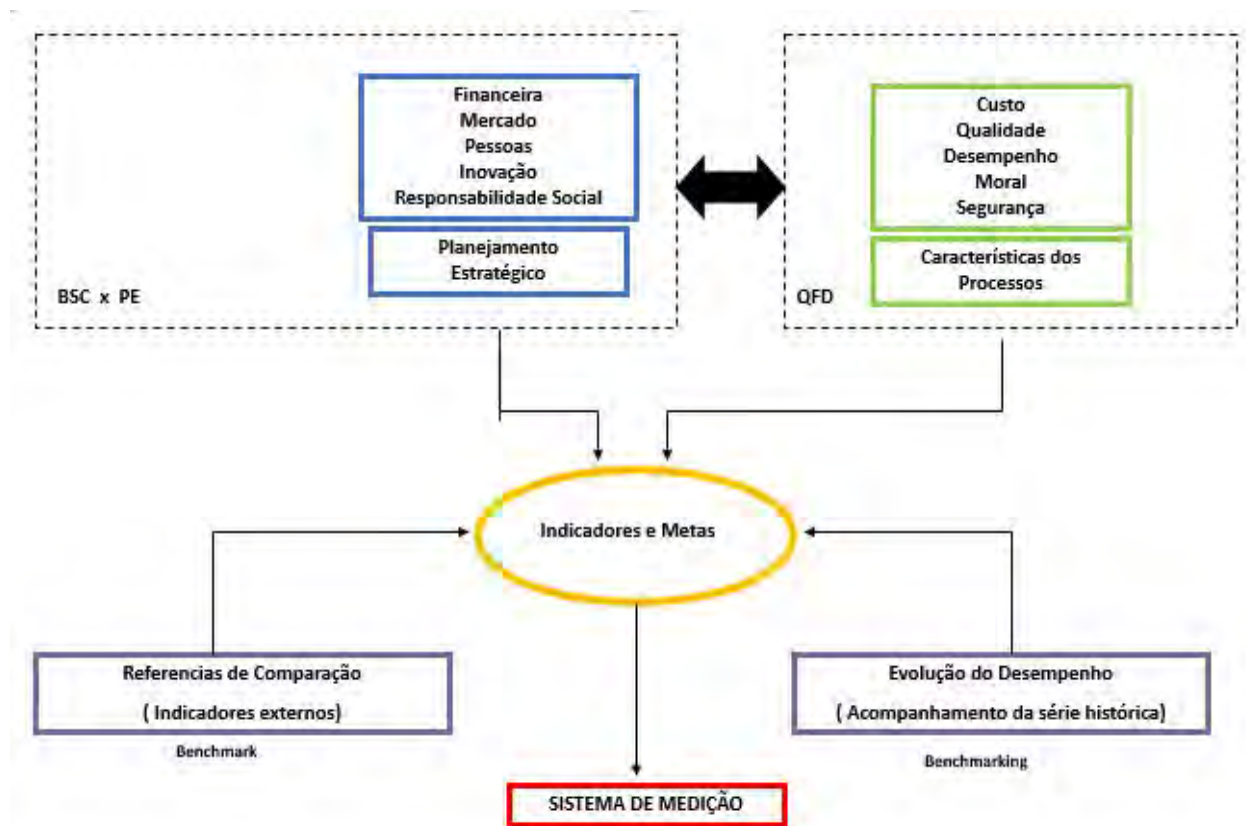 Financeira
Mercado
Pessoas
Inovação
Responsabilidade Social
Planejamento
Estratégico
BSC x PE
Custo
Qualidade
Desempenho
Moral
Segurança
Características dos
Processos
QFD
Indicadores e Metas
Referencias de Comparação
( Indicadores externos)
Benchmark
Evolução do Desempenho
( Acompanhamento da série histórica)
Benchmarking
SISTEMA DE MEDIÇÃO